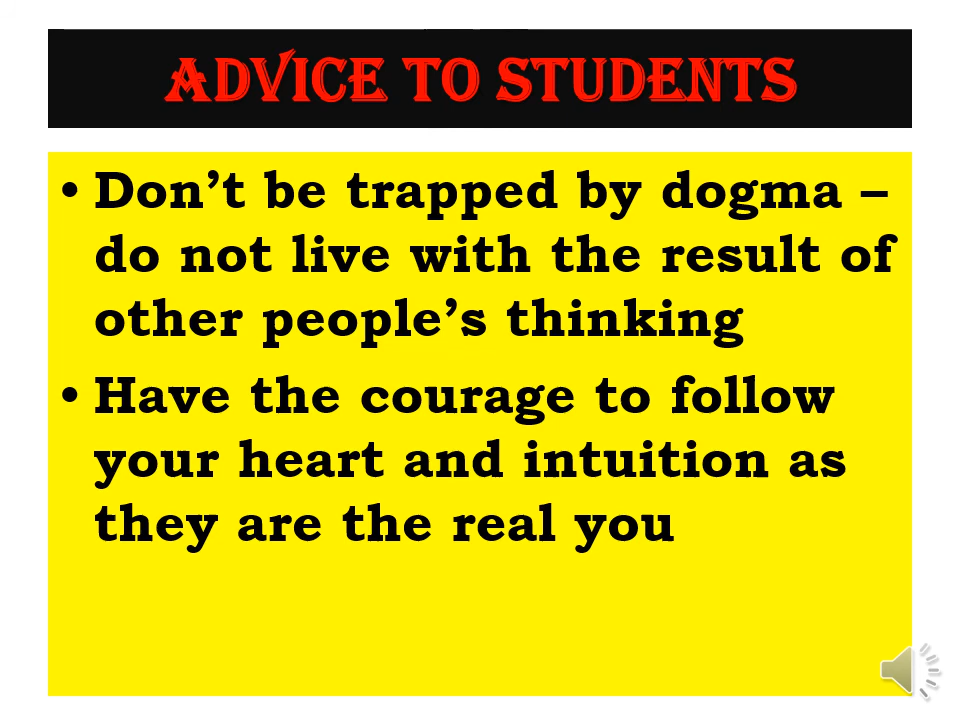 ADVICE TO STUDENTS
• Don’t be trapped by dogma –
do not live with the result of
other people’s thinking
• Have the courage to follow
your heart and intuition as
they are the real you